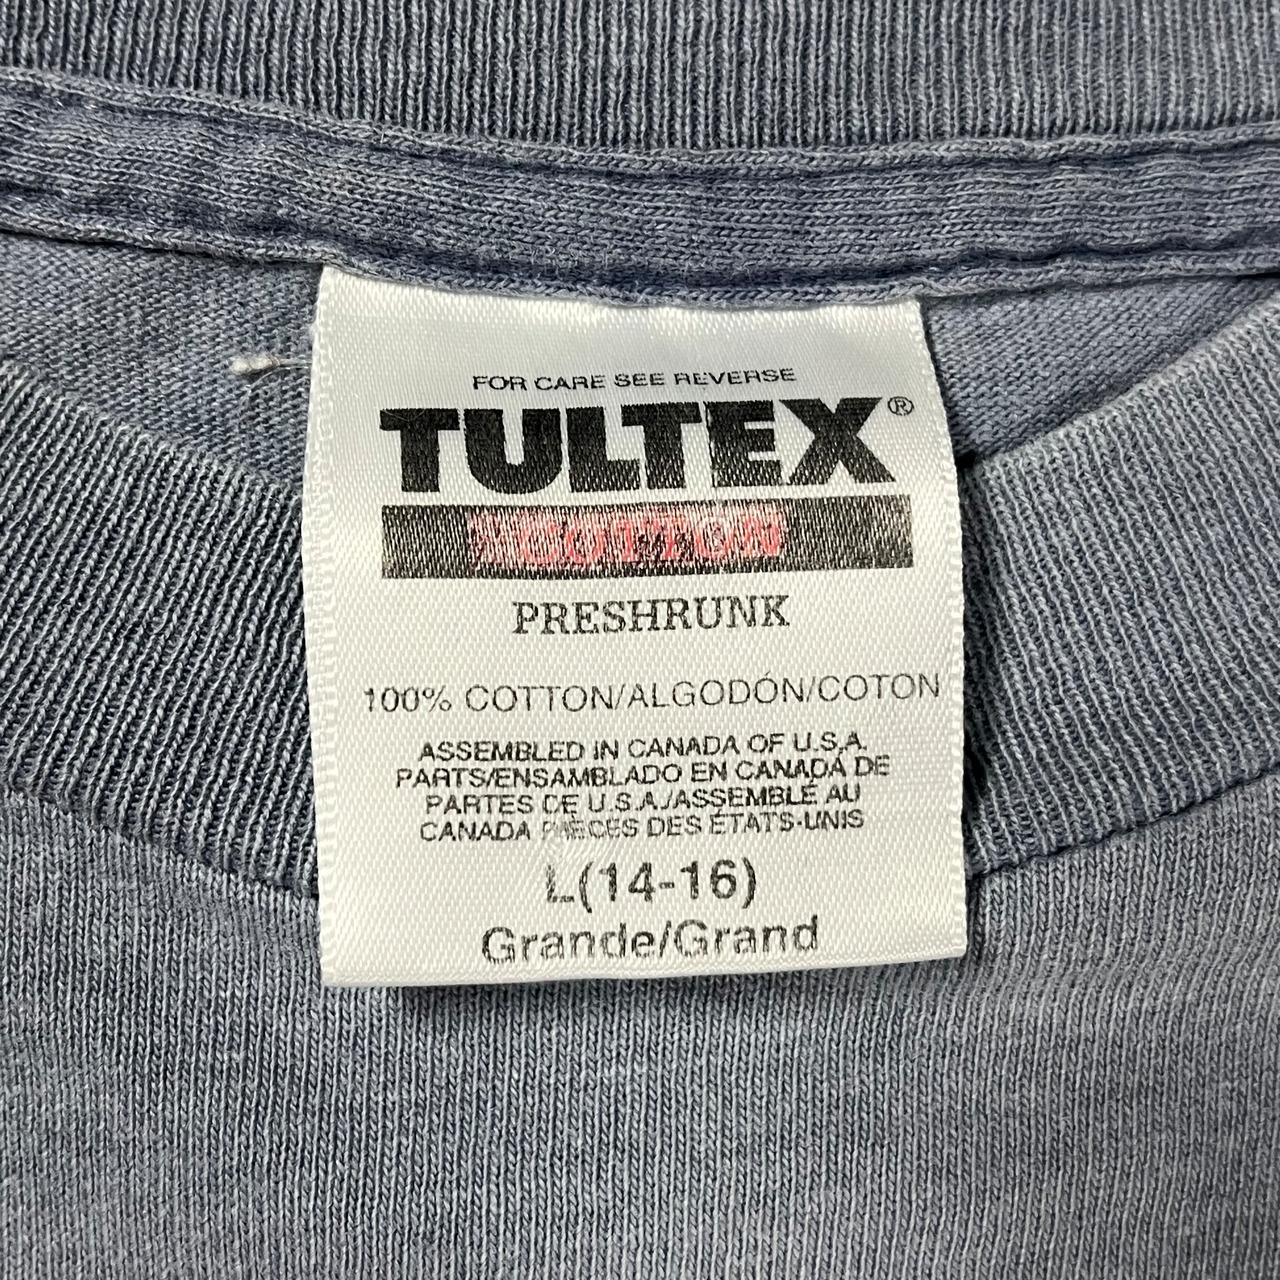 FOR CARE SEE REVERSE
TULTEX®
COTTON
PRESHRUNK
100% COTTON/ALGODÓN/COTON
ASSEMBLED IN CANADA OF U.S.A.
PARTS/ENSAMBLADO EN CANADA DE
PARTES DE U.S.A./ASSEMBLÉ AU
CANADA PIÈCES DES ÉTATS-UNIS
L(14-16)
Grande/Grand